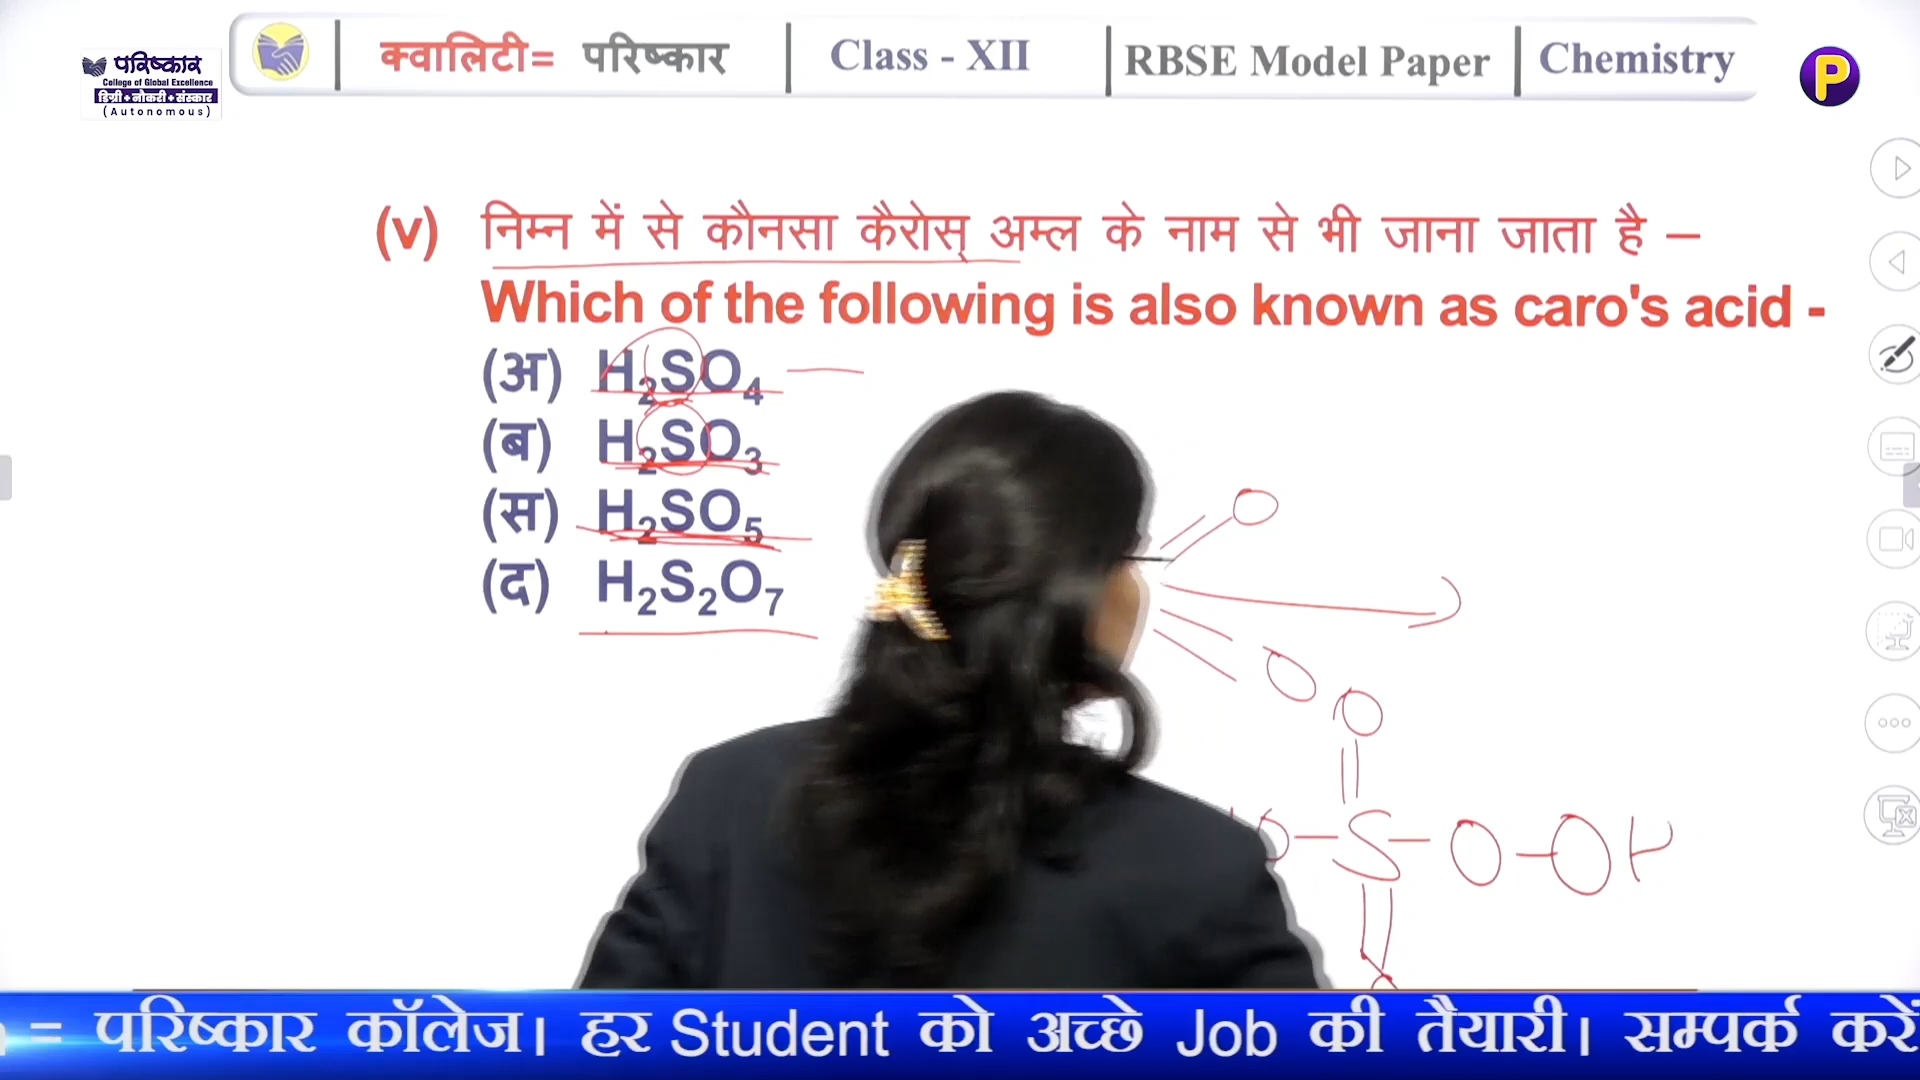 परिष्कार
College of Global Excellence
डिग्री + नौकरी + संस्कार
(Autonomous)
क्वालिटी= परिष्कार
Class - XII
RBSE Model Paper
Chemistry
P
(v) निम्न में से कौनसा कैरोस् अम्ल के नाम से भी जाना जाता है –
Which of the following is also known as caro's acid -
(अ) H₂SO₄
(ब) H₂SO₃
(स) H₂SO₅
(द) H₂S₂O₇
O
O
O
O–S–O–OH
= परिष्कार कॉलेज। हर Student को अच्छे Job की तैयारी। सम्पर्क करें